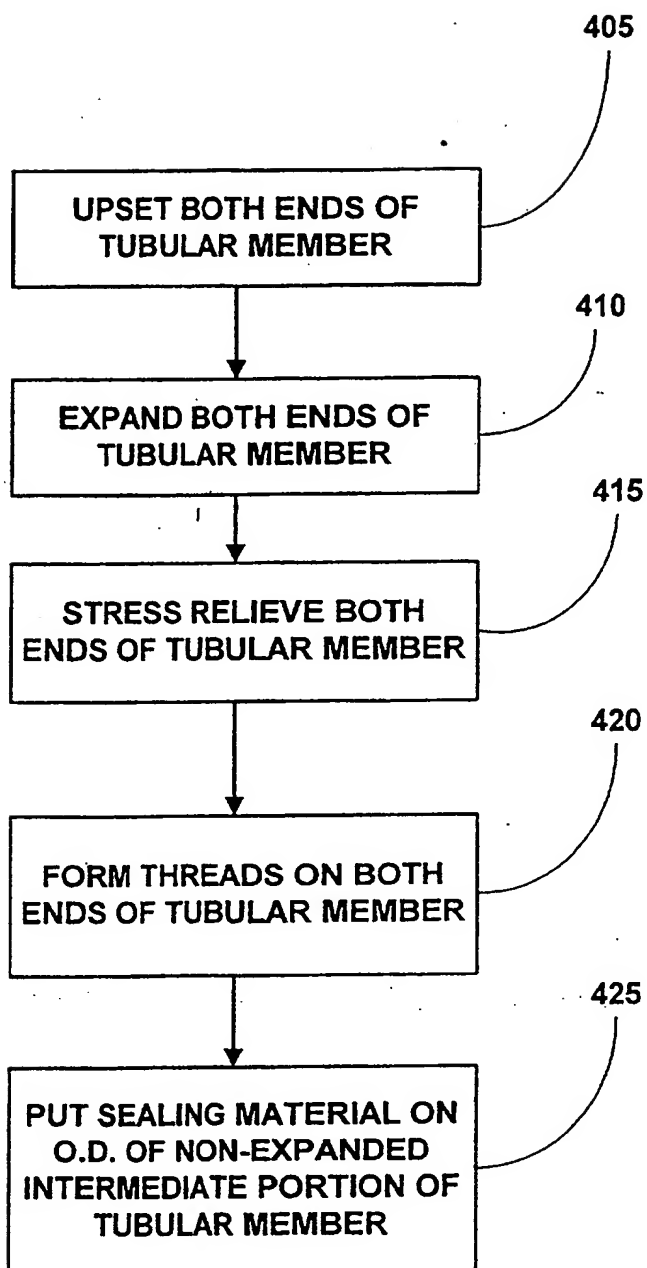 405
UPSET BOTH ENDS OF
TUBULAR MEMBER
410
EXPAND BOTH ENDS OF
TUBULAR MEMBER
415
STRESS RELIEVE BOTH
ENDS OF TUBULAR MEMBER
420
FORM THREADS ON BOTH
ENDS OF TUBULAR MEMBER
425
PUT SEALING MATERIAL ON
O.D. OF NON-EXPANDED
INTERMEDIATE PORTION OF
TUBULAR MEMBER